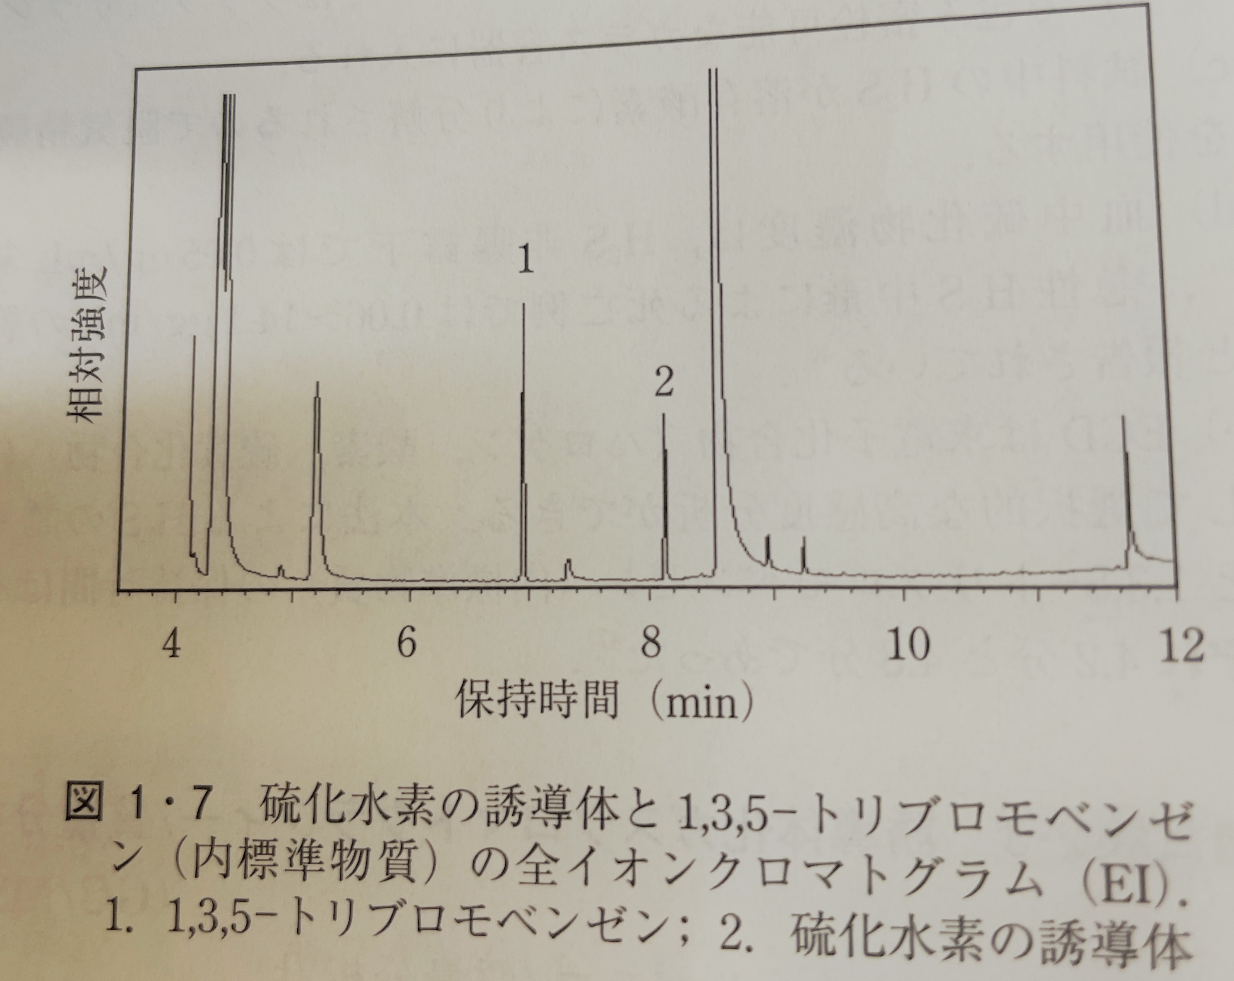 1
2
相対強度
4 6 8 10 12
保持時間（min）
図 1・7 硫化水素の誘導体と1,3,5−トリブロモベンゼ
ン（内標準物質）の全イオンクロマトグラム（EI）.
1. 1,3,5−トリブロモベンゼン; 2. 硫化水素の誘導体